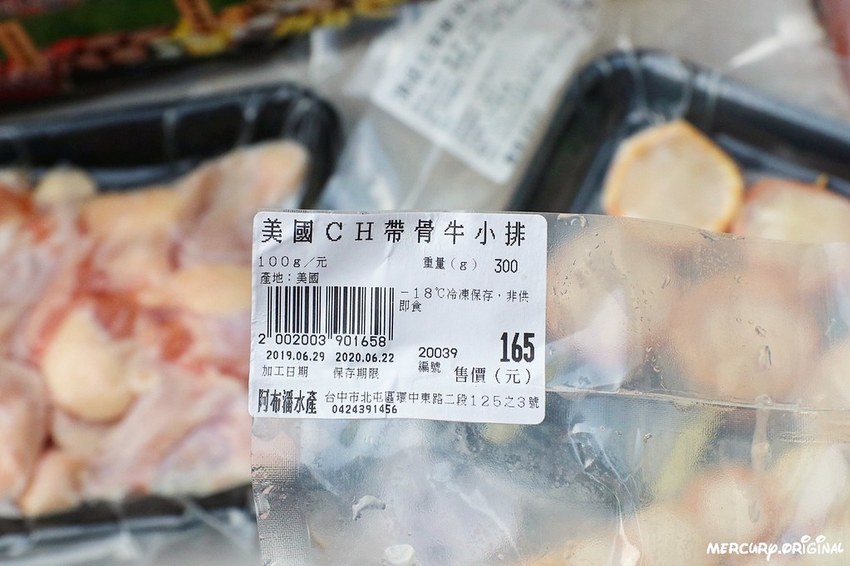 美國CH帶骨牛小排
100g/元 重量(g) 300
產地：美國
-18℃冷凍保存，非供
即食
2 002003 901658
2019.06.29 2020.06.22 20039 165
加工日期 保存期限 編號 售價(元)
阿布潘水產 台中市北屯區環中東路二段125之3號
0424391456
MERCURY.ORIGINAL